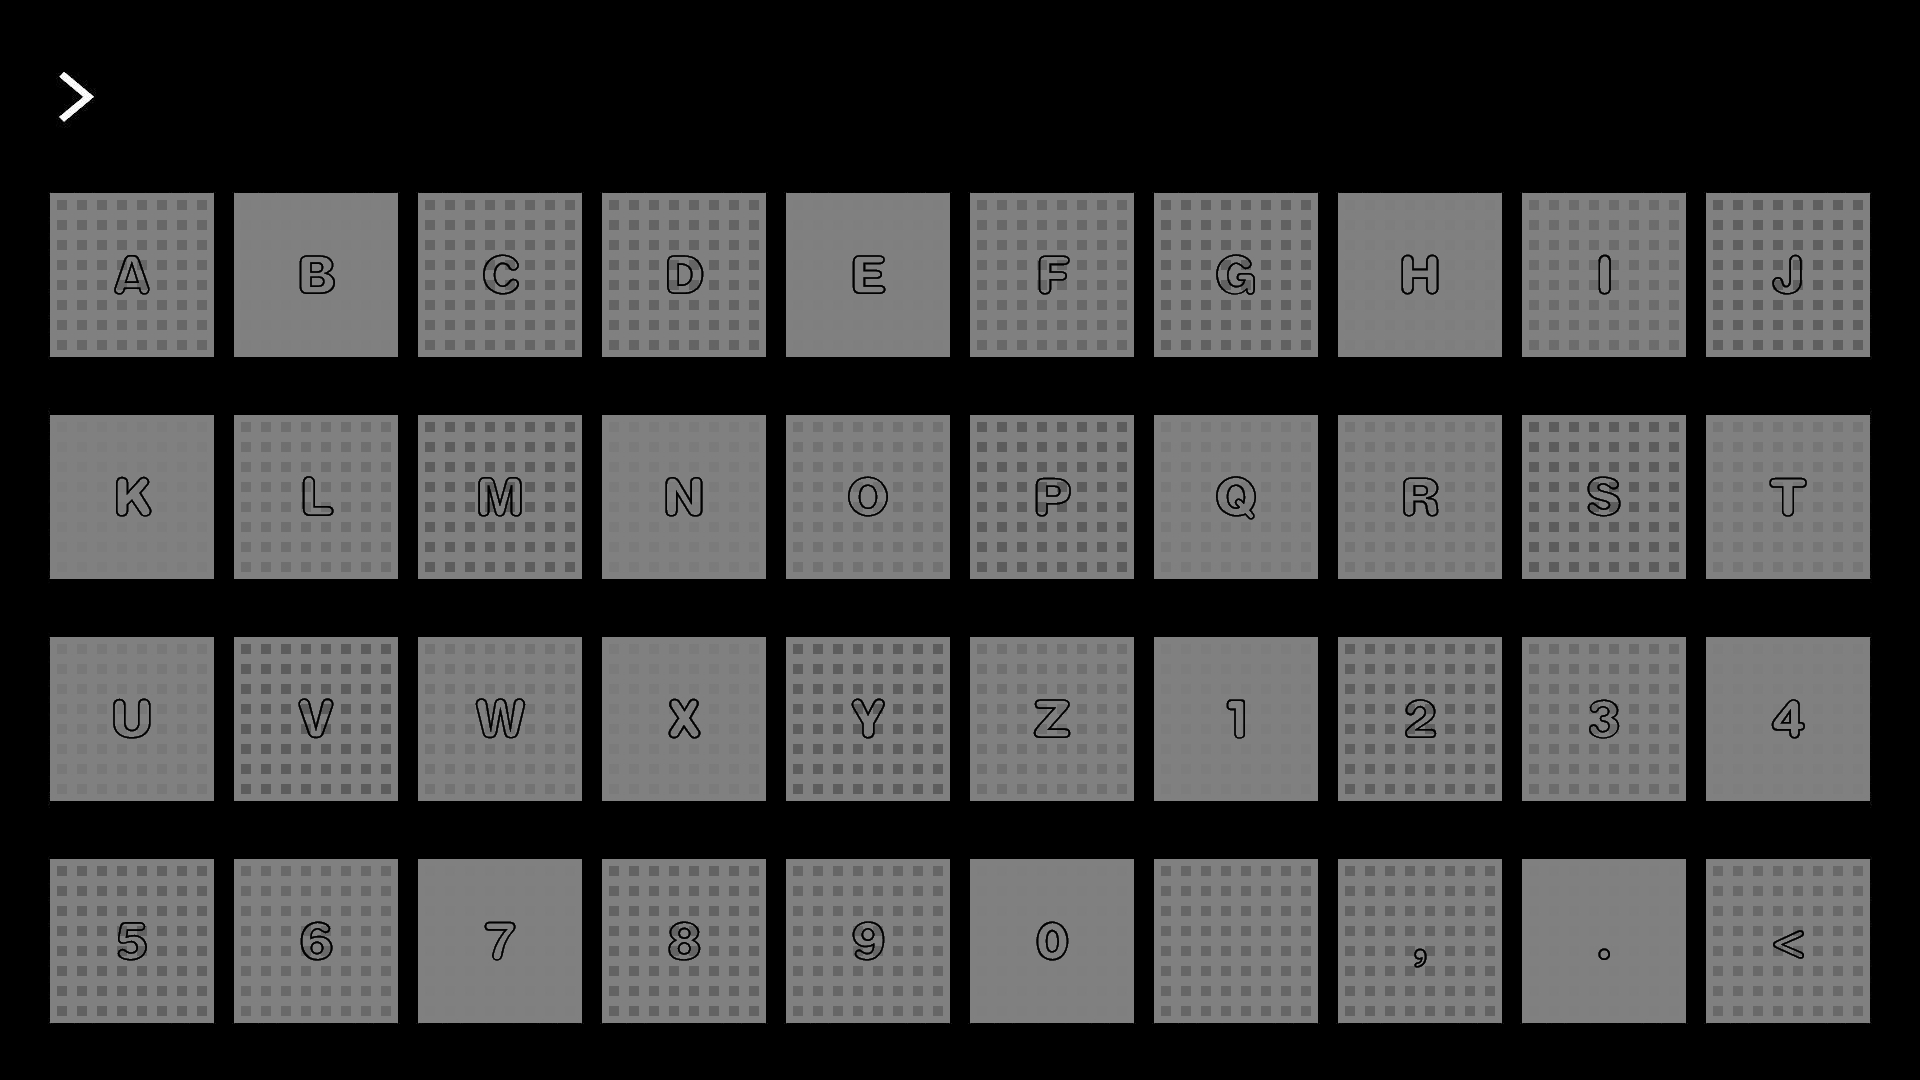 >
A B C D E F G H I J
K L M N O P Q R S T
U V W X Y Z 1 2 3 4
5 6 7 8 9 0 , . <